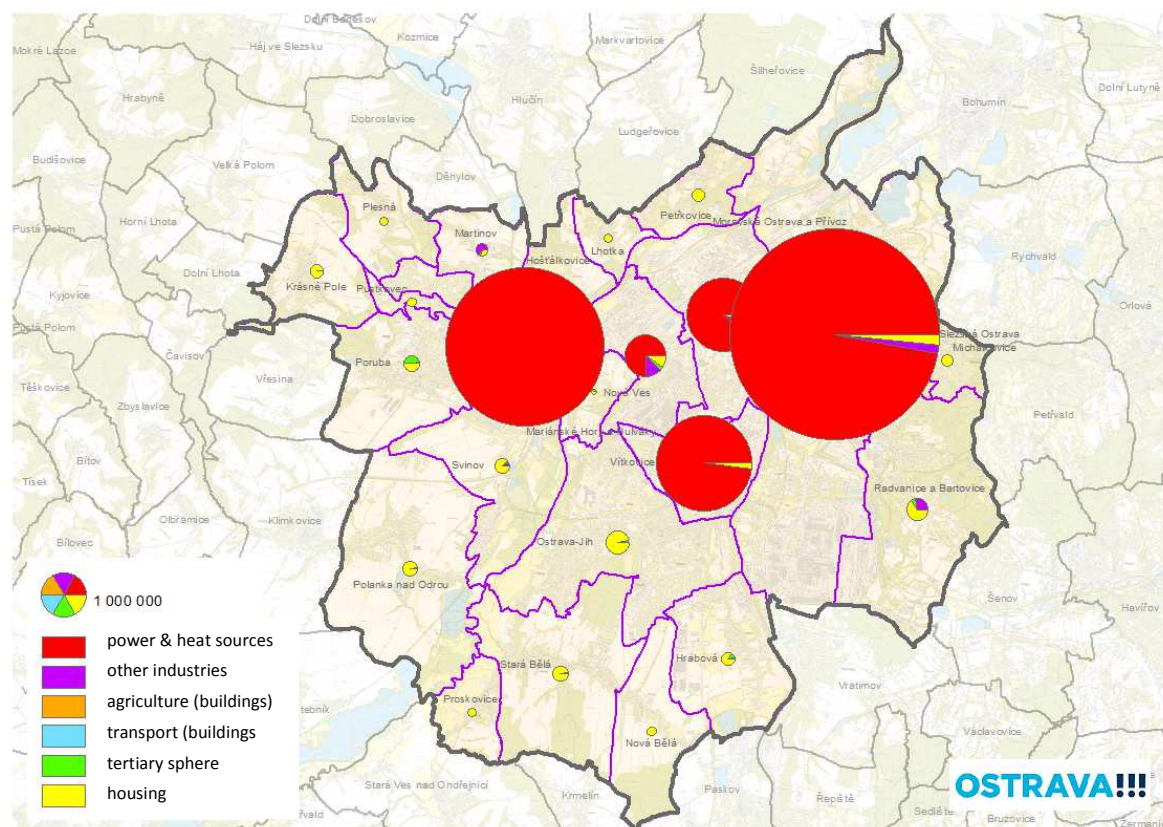 Dolní Benešov
Kozmice
Markvartovice
Mokré Lazce
Háj ve Slezsku
Šilheřovice
Dolní Lutyně
Hrabyně
Hlučín
Bohumín
Dobroslavice
Ludgeřovice
Budišovice
Velká Polom
Děhylov
Petřkovice
Plesná
Moravská Ostrava a Přívoz
Horní Lhota
Pustá Polom
Martinov
Lhotka
Hošťálkovice
Rychvald
Dolní Lhota
Krásné Pole
Pustkovec
Kyjovice
Orlová
Pustá Polom
Slezská Ostrava
Čavisov
Michálkovice
Poruba
Těškovice
Vřesina
Nová Ves
Zbyslavice
Petřvald
Mariánské Hory Hulváky
Bítov
Svinov
Vítkovice
Tísek
Radvanice a Bartovice
Olbramice
Klimkovice
Bílovec
Ostrava-Jih
Polanka nad Odrou
Šenov
Havířov
1 000 000
power & heat sources
other industries
agriculture (buildings)
transport (buildings
tertiary sphere
housing
Stará Bělá
Hrabová
Vratimov
Proskovice
Nová Bělá
Václavovice
OSTRAVA!!!
Stará Ves nad Ondřejnicí
Krmelín
Paskov
Řepiště
Sedliště
Bruzovice